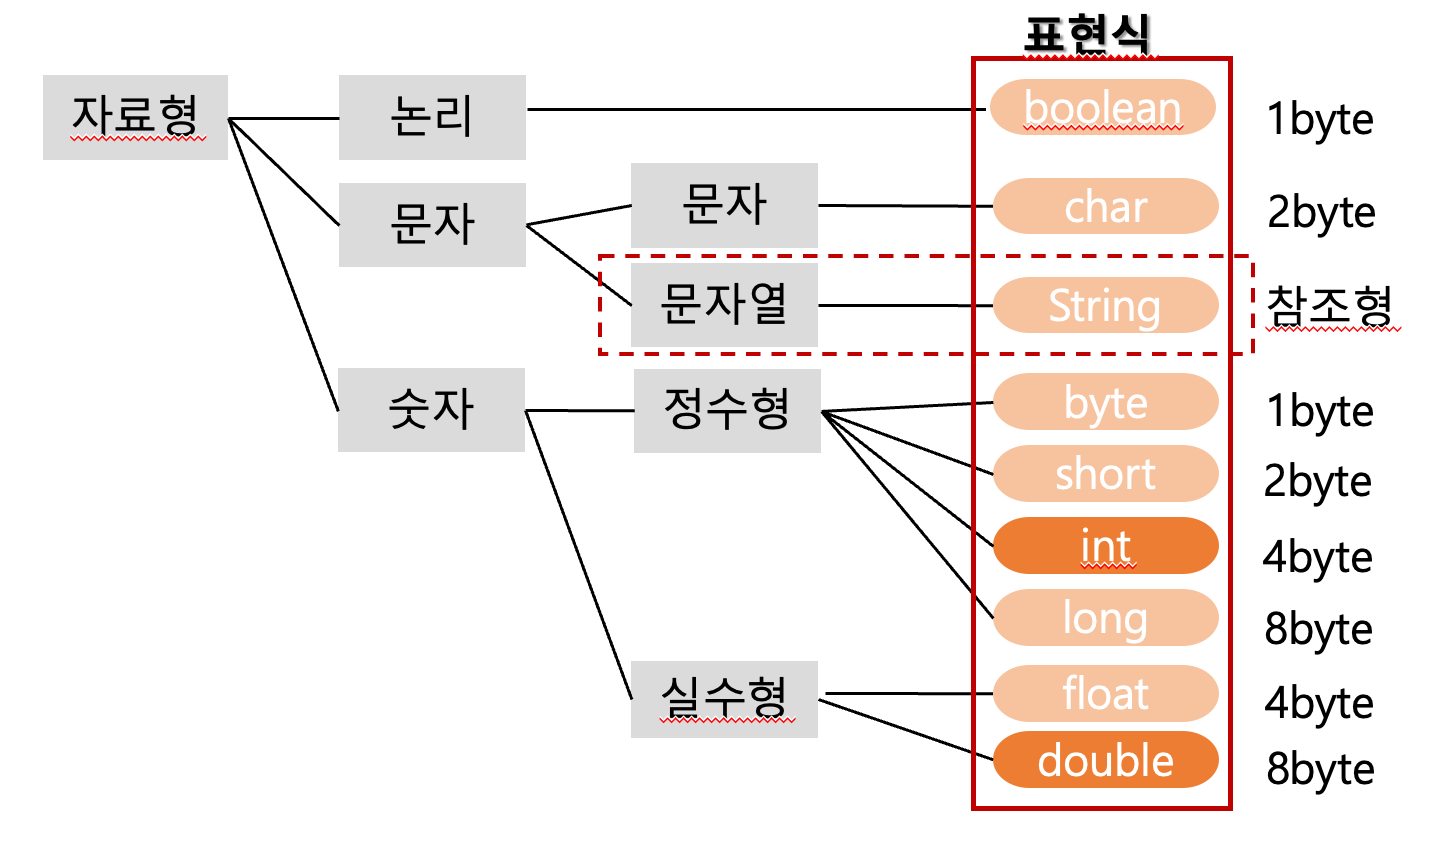 표현식
자료형
논리
boolean
1byte
문자
문자
char
2byte
문자열
String
참조형
숫자
정수형
byte
1byte
short
2byte
int
4byte
long
8byte
실수형
float
4byte
double
8byte